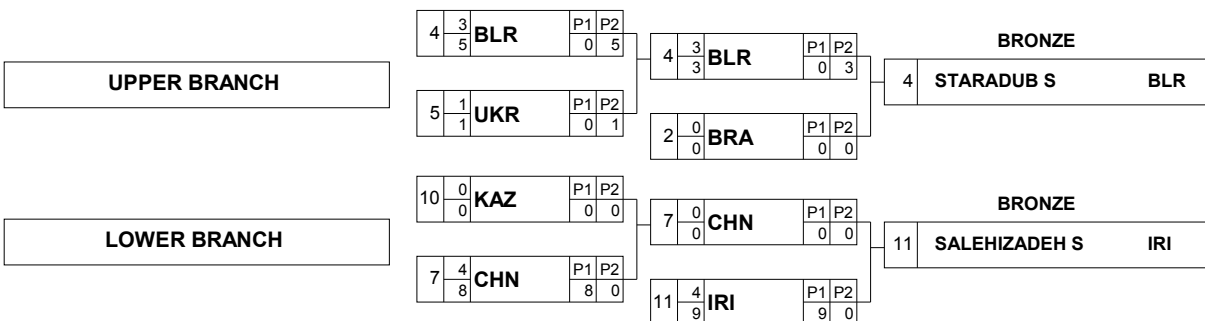 4 3 5 BLR P1 P2 0 5
BRONZE
4 3 3 BLR P1 P2 0 3
4 STARADUB S BLR
UPPER BRANCH
5 1 1 UKR P1 P2 0 1
2 0 0 BRA P1 P2 0 0
10 0 0 KAZ P1 P2 0 0
BRONZE
7 0 0 CHN P1 P2 0 0
11 SALEHIZADEH S IRI
LOWER BRANCH
7 4 8 CHN P1 P2 8 0
11 4 9 IRI P1 P2 9 0